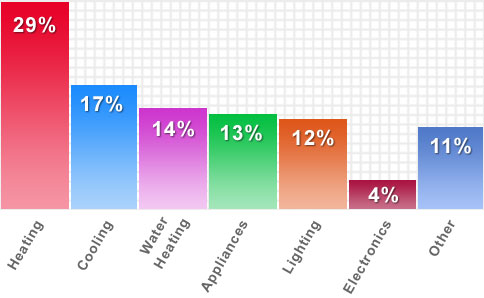 29%
17%
14%
13%
12%
4%
11%
Heating
Cooling
Water
Heating
Appliances
Lighting
Electronics
Other